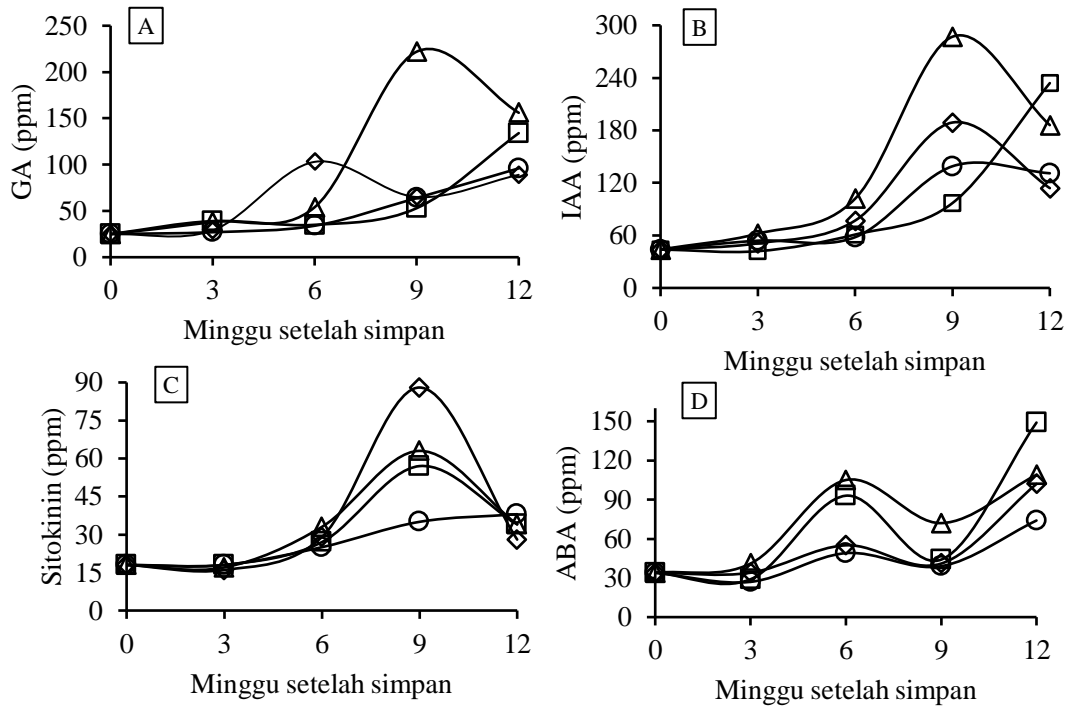 A
GA (ppm)
250
200
150
100
50
0
0 3 6 9 12
Minggu setelah simpan
B
IAA (ppm)
300
240
180
120
60
0
0 3 6 9 12
Minggu setelah simpan
C
Sitokinin (ppm)
90
75
60
45
30
15
0
0 3 6 9 12
Minggu setelah simpan
D
ABA (ppm)
150
120
90
60
30
0
0 3 6 9 12
Minggu setelah simpan